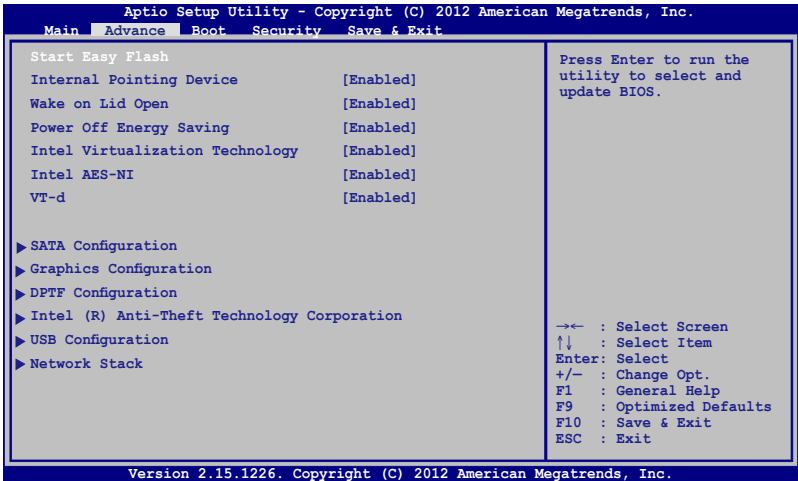 Aptio Setup Utility - Copyright (C) 2012 American Megatrends, Inc.
Main Advance Boot Security Save & Exit
Start Easy Flash
Internal Pointing Device [Enabled]
Wake on Lid Open [Enabled]
Power Off Energy Saving [Enabled]
Intel Virtualization Technology [Enabled]
Intel AES-NI [Enabled]
VT-d [Enabled]
SATA Configuration
Graphics Configuration
DPTF Configuration
Intel (R) Anti-Theft Technology Corporation
USB Configuration
Network Stack
Press Enter to run the
utility to select and
update BIOS.
→← : Select Screen
↑↓ : Select Item
Enter: Select
+/— : Change Opt.
F1 : General Help
F9 : Optimized Defaults
F10 : Save & Exit
ESC : Exit
Version 2.15.1226. Copyright (C) 2012 American Megatrends, Inc.